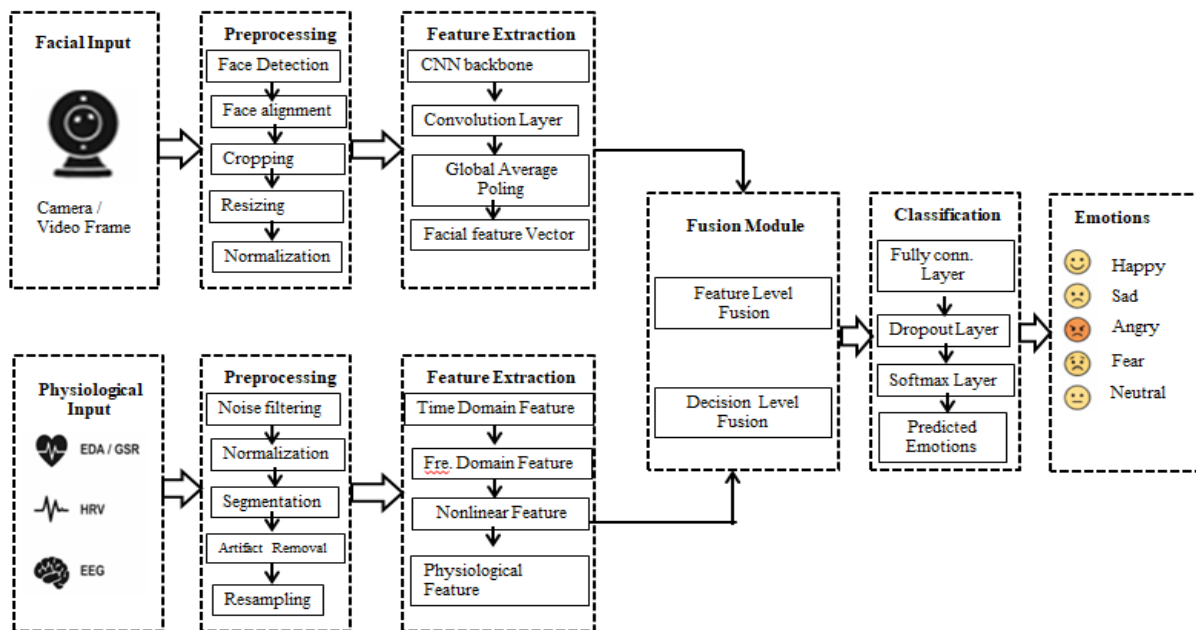 Facial Input
Camera /
Video Frame
Preprocessing
Face Detection
Face alignment
Cropping
Resizing
Normalization
Feature Extraction
CNN backbone
Convolution Layer
Global Average
Poling
Facial feature Vector
Physiological
Input
EDA / GSR
HRV
EEG
Preprocessing
Noise filtering
Normalization
Segmentation
Artifact Removal
Resampling
Feature Extraction
Time Domain Feature
Fre. Domain Feature
Nonlinear Feature
Physiological
Feature
Fusion Module
Feature Level
Fusion
Decision Level
Fusion
Classification
Fully conn.
Layer
Dropout Layer
Softmax Layer
Predicted
Emotions
Emotions
Happy
Sad
Angry
Fear
Neutral